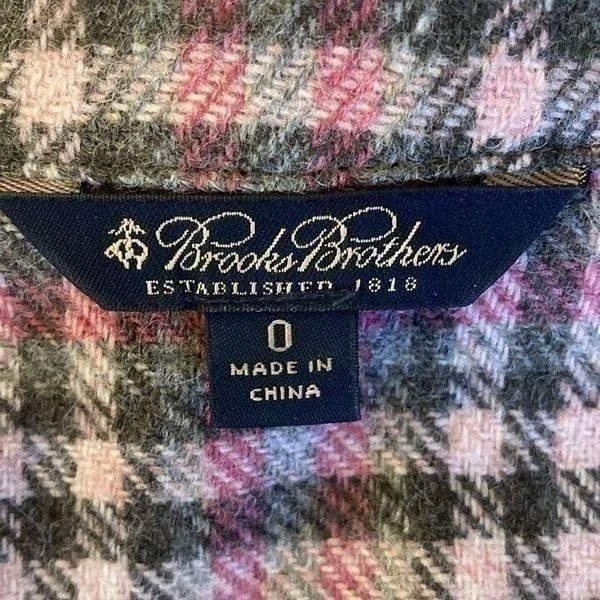 Brooks Brothers
ESTABLISHED 1818
0
MADE IN
CHINA